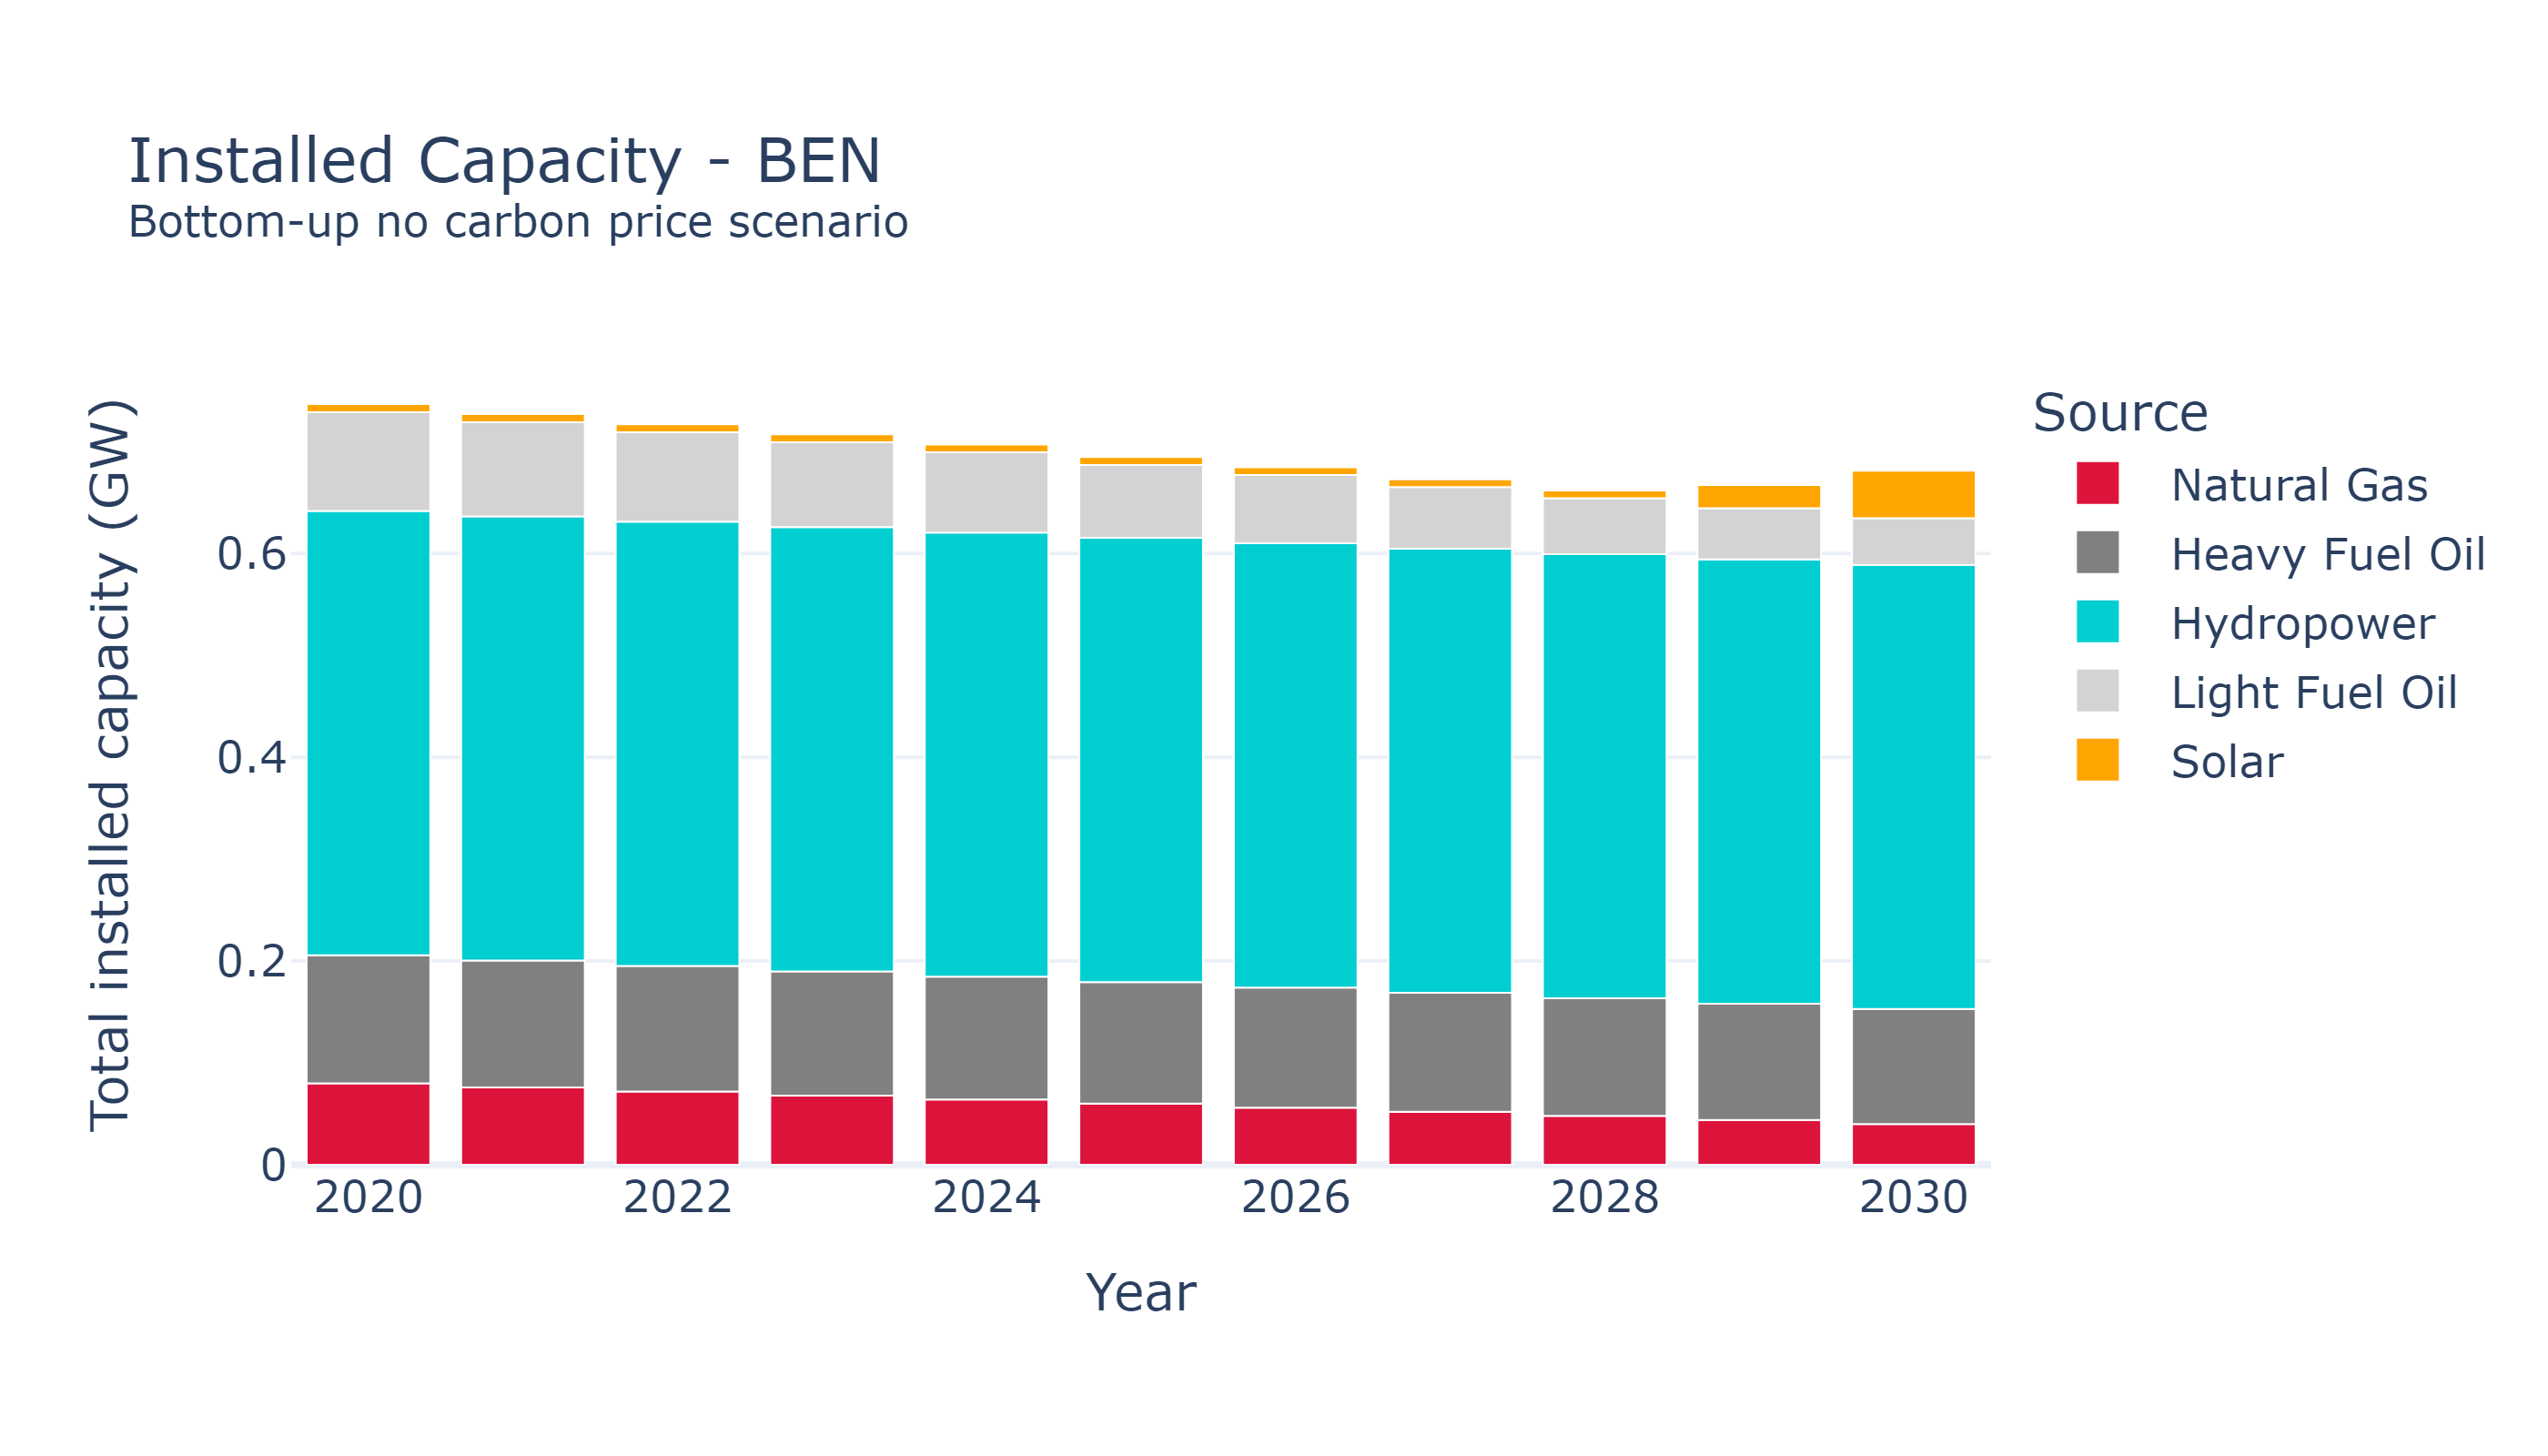 Installed Capacity - BEN
Bottom-up no carbon price scenario
Total installed capacity (GW)
0.6
0.4
0.2
0
2020
2022
2024
2026
2028
2030
Year
Source
Natural Gas
Heavy Fuel Oil
Hydropower
Light Fuel Oil
Solar